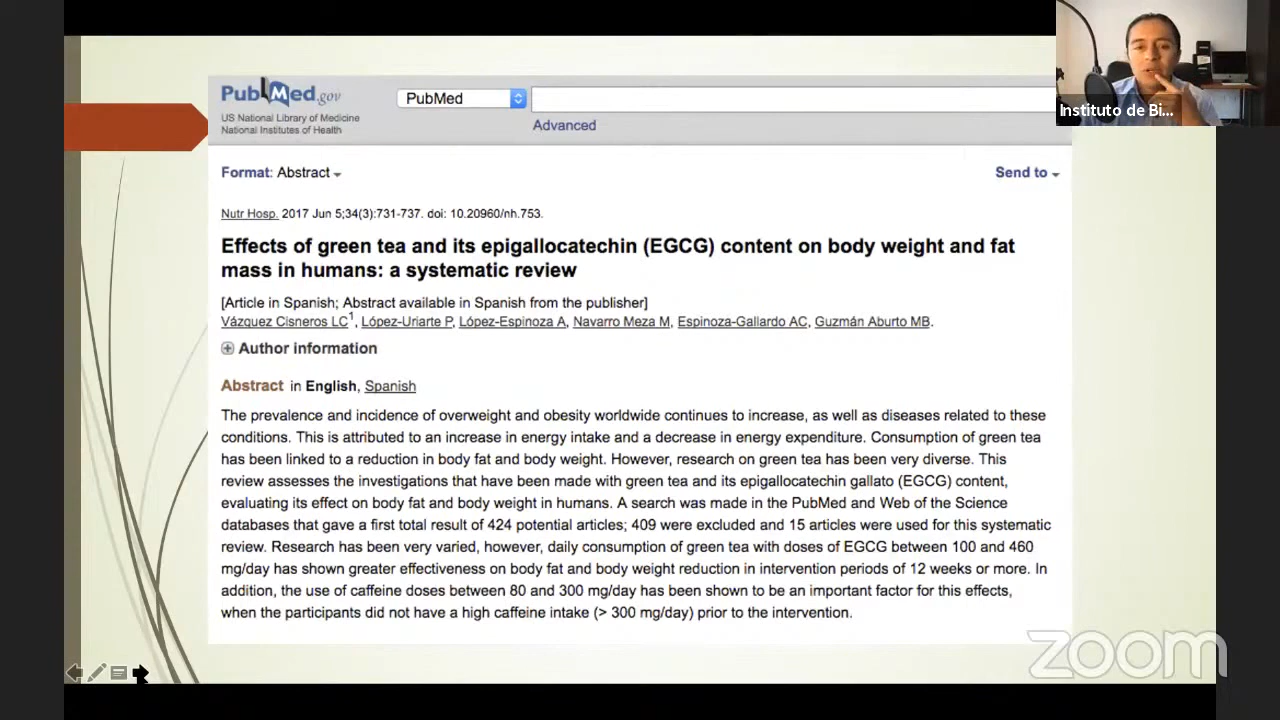 PubMed.gov
US National Library of Medicine
National Institutes of Health
PubMed
Advanced
Instituto de Bi...
Format: Abstract
Send to
Nutr Hosp. 2017 Jun 5;34(3):731-737. doi: 10.20960/nh.753.
Effects of green tea and its epigallocatechin (EGCG) content on body weight and fat
mass in humans: a systematic review
[Article in Spanish; Abstract available in Spanish from the publisher]
Vázquez Cisneros LC1, López-Uriarte P, López-Espinoza A, Navarro Meza M, Espinoza-Gallardo AC, Guzmán Aburto MB.
Author information
Abstract in English, Spanish
The prevalence and incidence of overweight and obesity worldwide continues to increase, as well as diseases related to these
conditions. This is attributed to an increase in energy intake and a decrease in energy expenditure. Consumption of green tea
has been linked to a reduction in body fat and body weight. However, research on green tea has been very diverse. This
review assesses the investigations that have been made with green tea and its epigallocatechin gallato (EGCG) content,
evaluating its effect on body fat and body weight in humans. A search was made in the PubMed and Web of the Science
databases that gave a first total result of 424 potential articles; 409 were excluded and 15 articles were used for this systematic
review. Research has been very varied, however, daily consumption of green tea with doses of EGCG between 100 and 460
mg/day has shown greater effectiveness on body fat and body weight reduction in intervention periods of 12 weeks or more. In
addition, the use of caffeine doses between 80 and 300 mg/day has been shown to be an important factor for this effects,
when the participants did not have a high caffeine intake (> 300 mg/day) prior to the intervention.
zoom